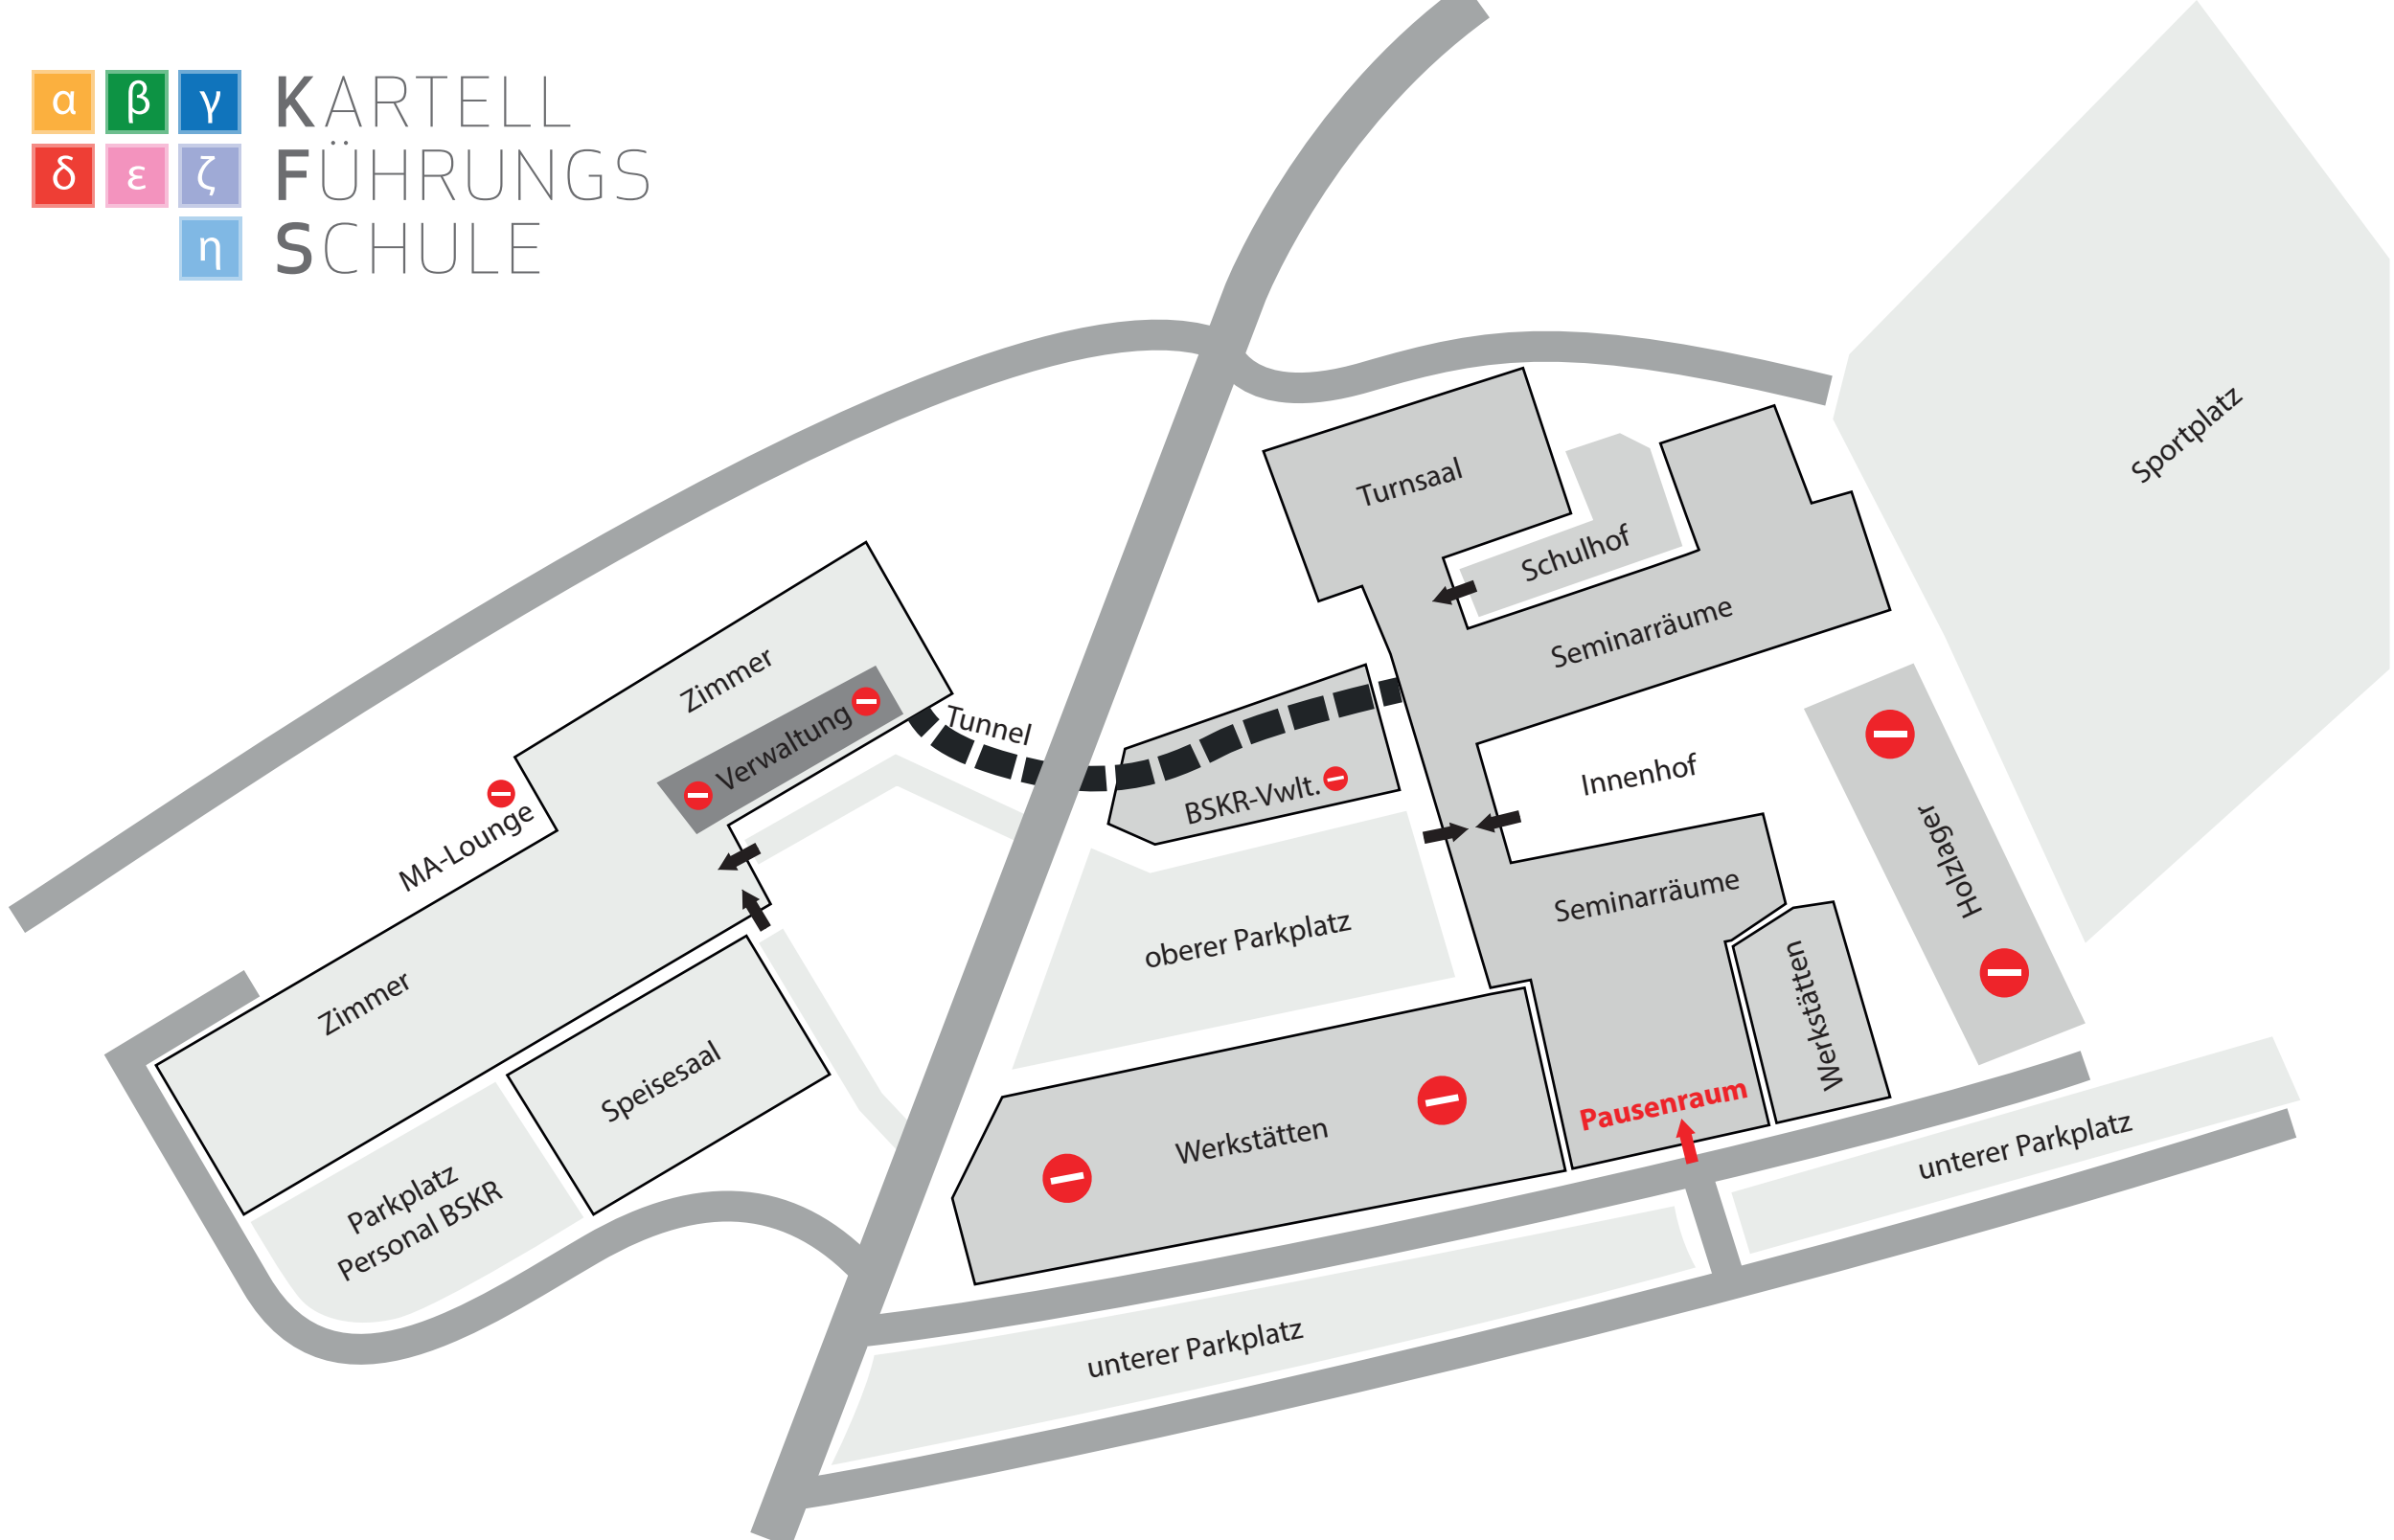 α β γ
δ ε ζ
η
KARTELL
FÜHRUNGS
SCHULE
Sportplatz
Turnsaal
Schulhof
Seminarräume
Zimmer
Verwaltung
Tunnel
MA-Lounge
BSKR-Vwlt.
Innenhof
Holzlager
Seminarräume
oberer Parkplatz
Werkstätten
Zimmer
Speisesaal
Pausenraum
Werkstätten
unterer Parkplatz
Parkplatz
Personal BSKR
unterer Parkplatz